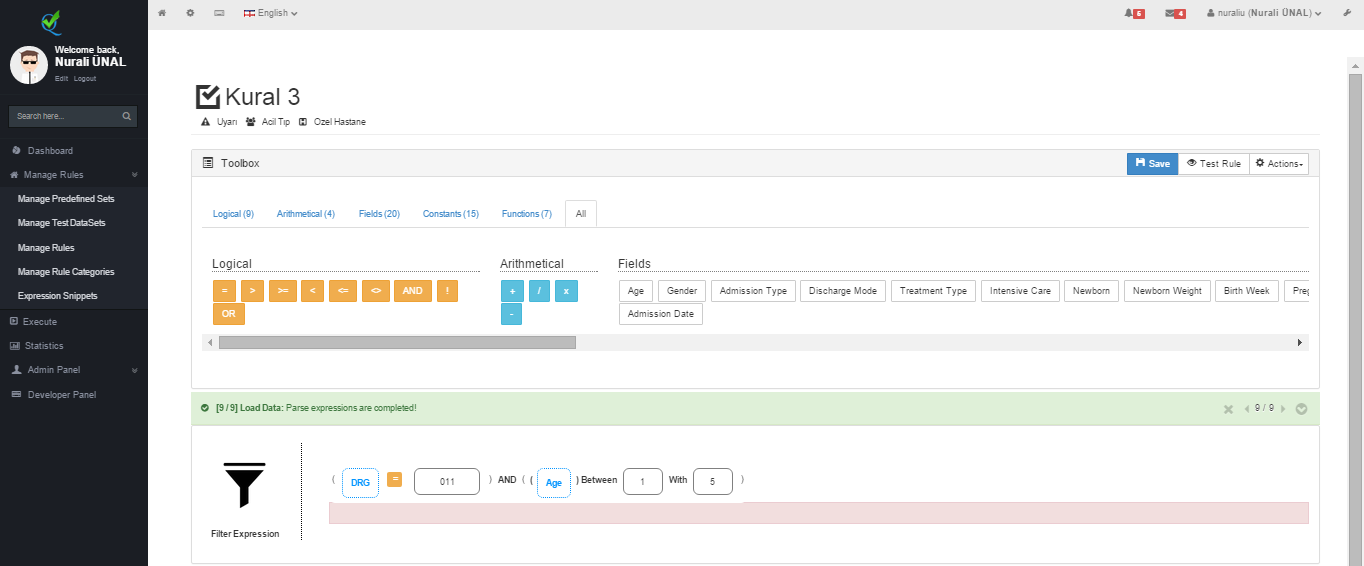 English
5
4
nuraliu (Nurali ÜNAL)
Welcome back,
Nurali ÜNAL
Edit Logout
Search here...
Dashboard
Manage Rules
Manage Predefined Sets
Manage Test DataSets
Manage Rules
Manage Rule Categories
Expression Snippets
Execute
Statistics
Admin Panel
Developer Panel
Kural 3
Uyarı Acil Tıp Ozel Hastane
Toolbox
Save Test Rule Actions
Logical (9) Arithmetical (4) Fields (20) Constants (15) Functions (7) All
Logical Arithmetical Fields
= > >= < <= <> AND ! + / x Age Gender Admission Type Discharge Mode Treatment Type Intensive Care Newborn Newborn Weight Birth Week Preg
OR - Admission Date
[9 / 9] Load Data: Parse expressions are completed! 9 / 9
( DRG = 011 ) AND ( ( Age ) Between 1 With 5 )
Filter Expression